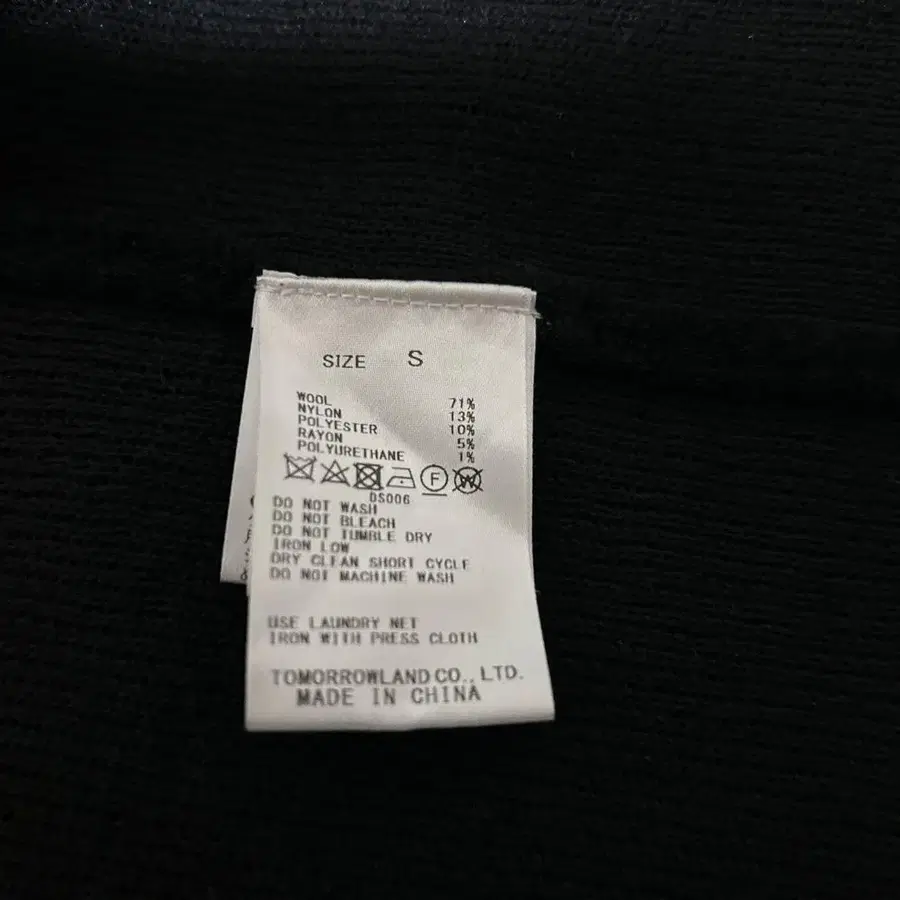 SIZE S
WOOL 71%
NYLON 13%
POLYESTER 10%
RAYON 5%
POLYURETHANE 1%
F W
DS006
DO NOT WASH
DO NOT BLEACH
DO NOT TUMBLE DRY
IRON LOW
DRY CLEAN SHORT CYCLE
DO NOT MACHINE WASH
USE LAUNDRY NET
IRON WITH PRESS CLOTH
TOMORROWLAND CO., LTD.
MADE IN CHINA